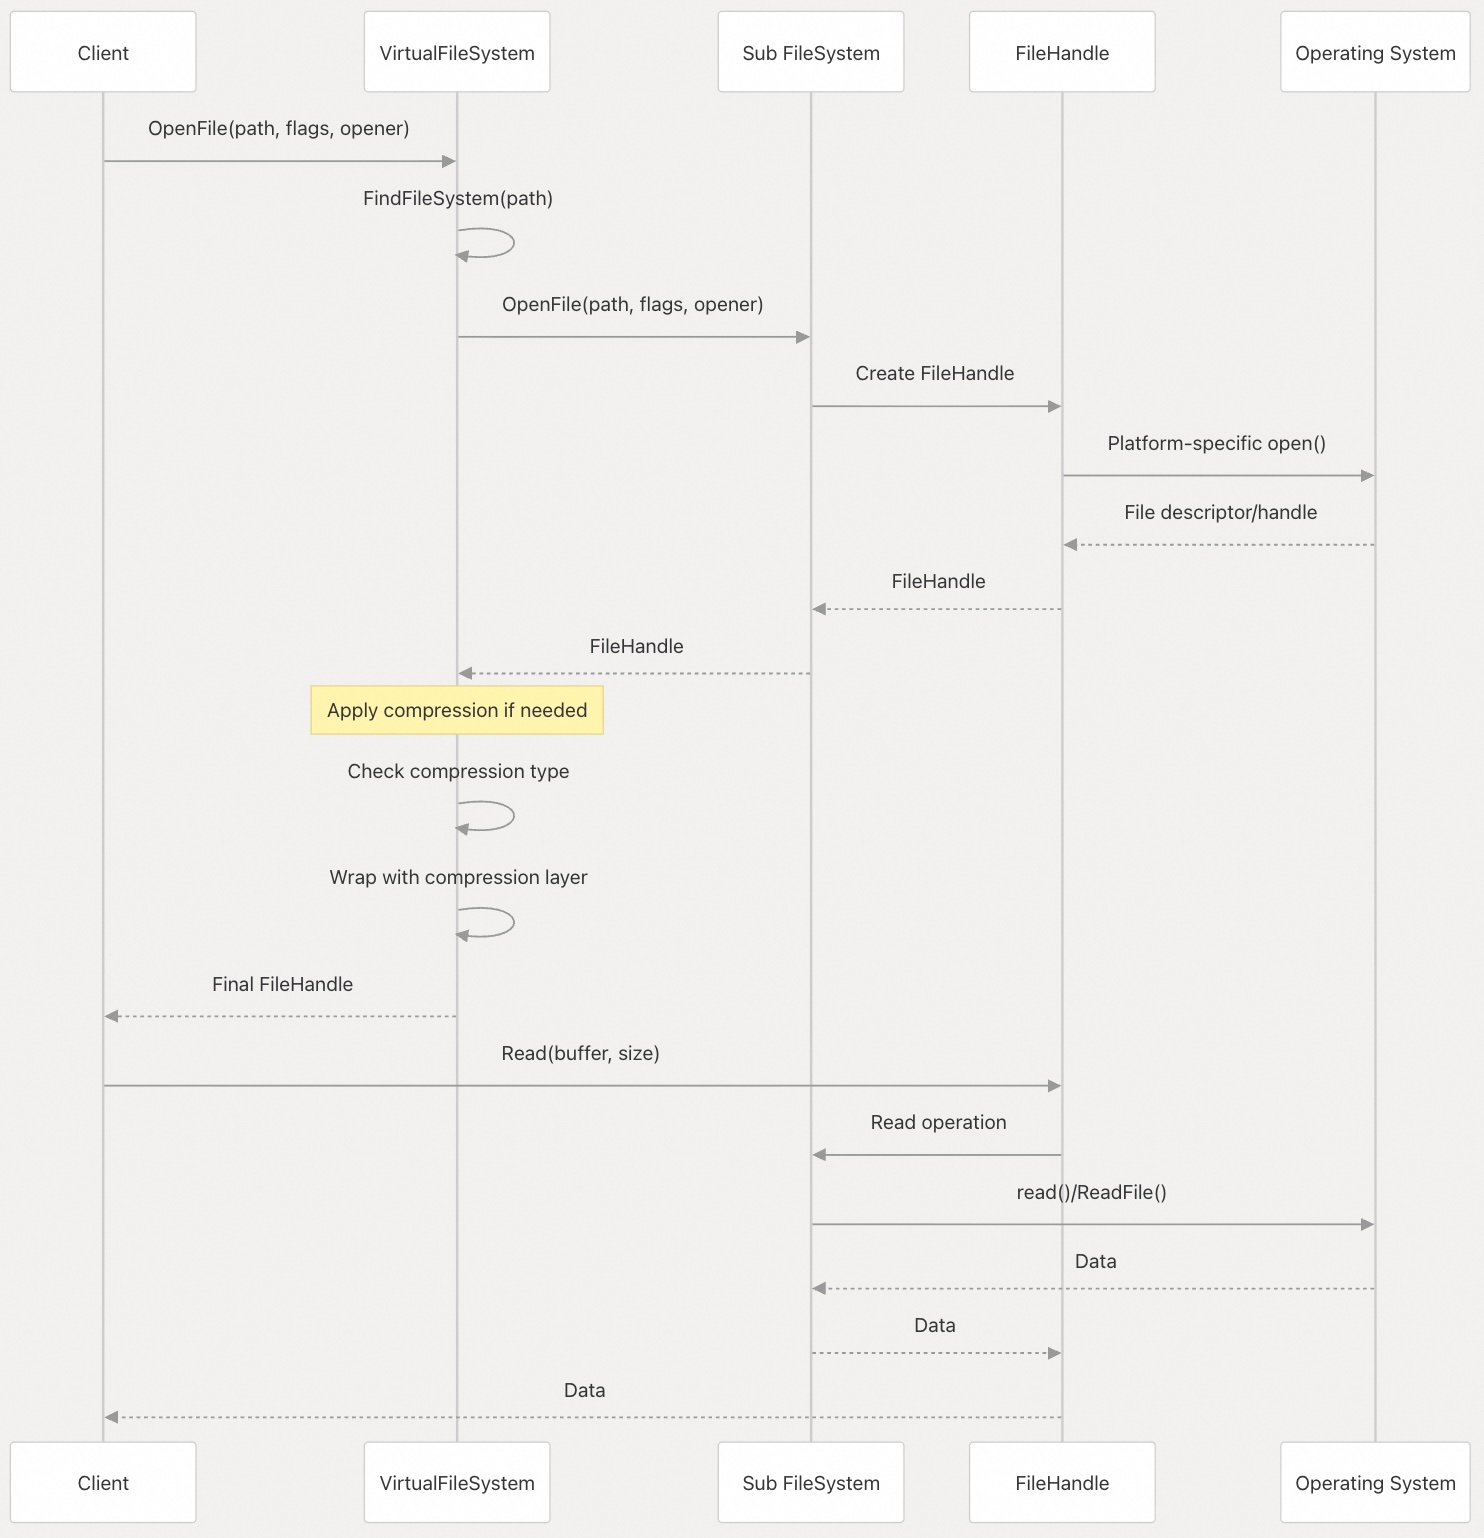 Client
VirtualFileSystem
Sub FileSystem
FileHandle
Operating System
OpenFile(path, flags, opener)
FindFileSystem(path)
OpenFile(path, flags, opener)
Create FileHandle
Platform-specific open()
File descriptor/handle
FileHandle
FileHandle
Apply compression if needed
Check compression type
Wrap with compression layer
Final FileHandle
Read(buffer, size)
Read operation
read()/ReadFile()
Data
Data
Data
Client
VirtualFileSystem
Sub FileSystem
FileHandle
Operating System